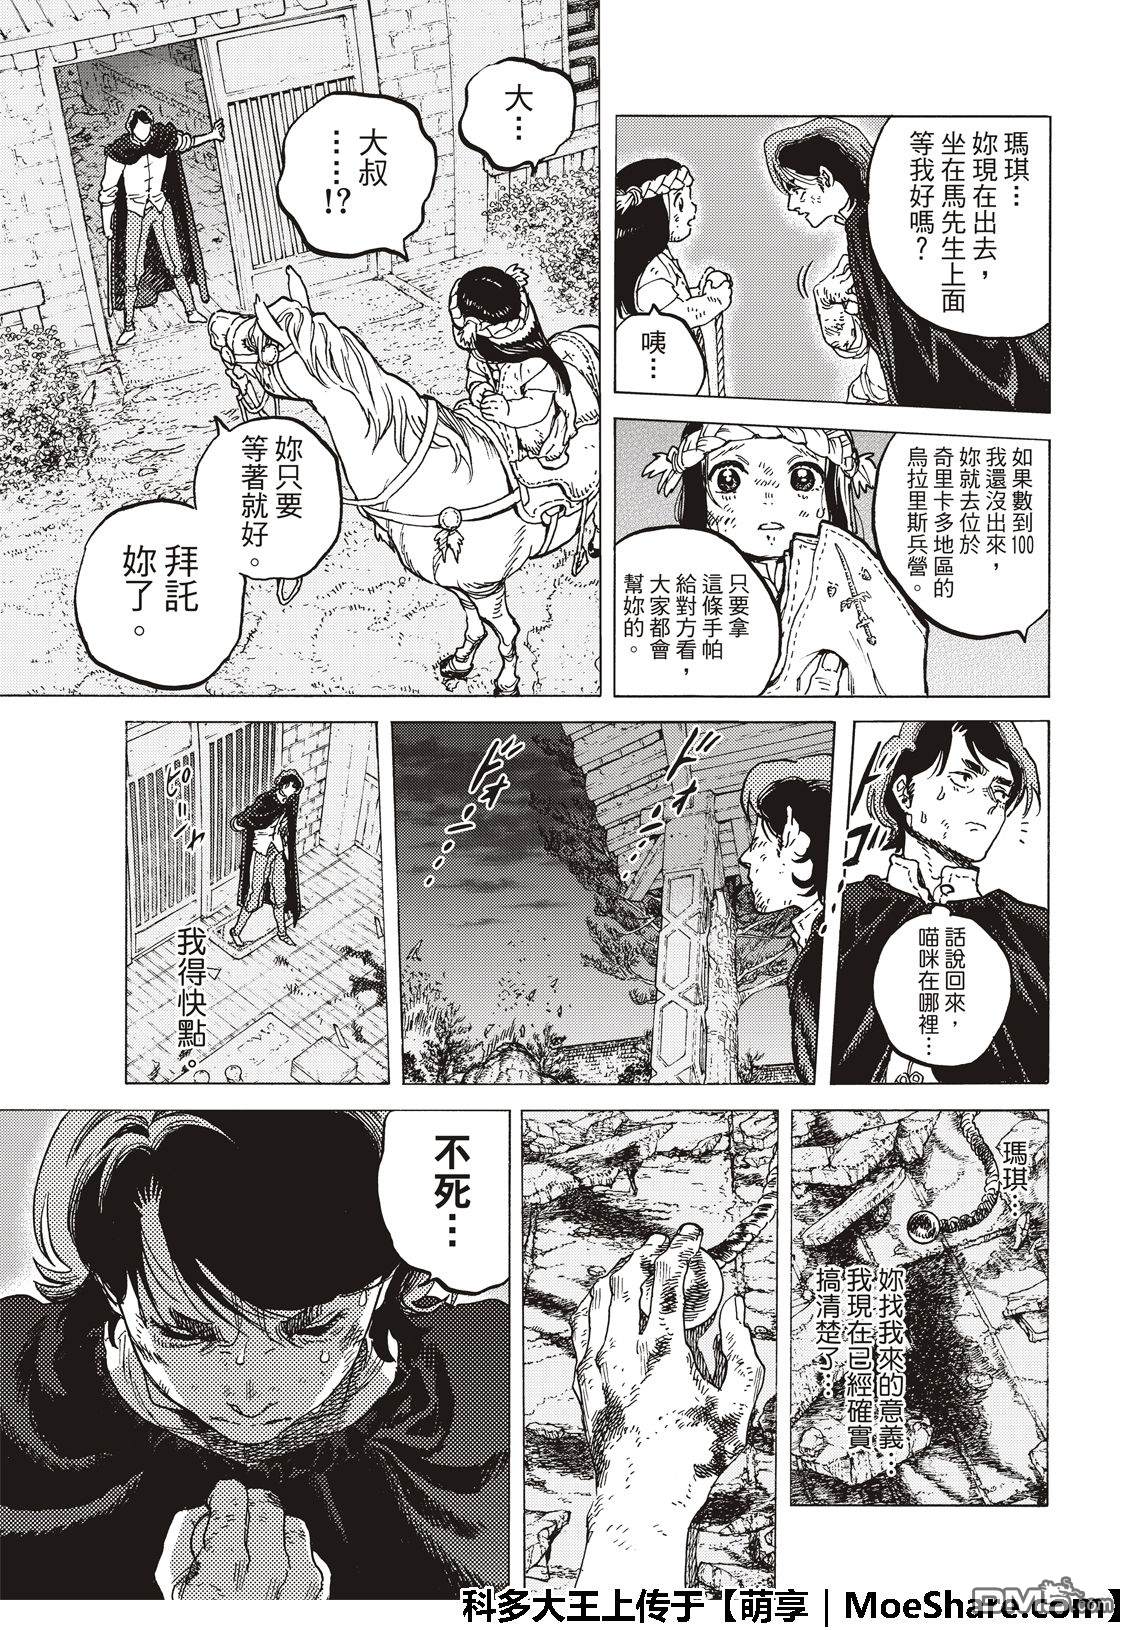 瑪琪…
妳現在出去，
坐在馬先生上面
等我好嗎？
咦…
如果數到100
我還沒出來，
妳就去位於
奇里卡多地區的
烏拉里斯兵營。
只要拿
這條手帕
給對方看，
大家都會
幫妳的。
大…
大叔
……!?
妳只要
等著就好。
拜託
妳了。
話說回來，
喵咪在哪裡…
ド…
ド…
ド…
ピシャ
我得快點。
瑪琪…
妳找我來的意義…
我現在已經確實
搞清楚了…
不死…
科多大王上传于【萌享｜MoeShare.com】